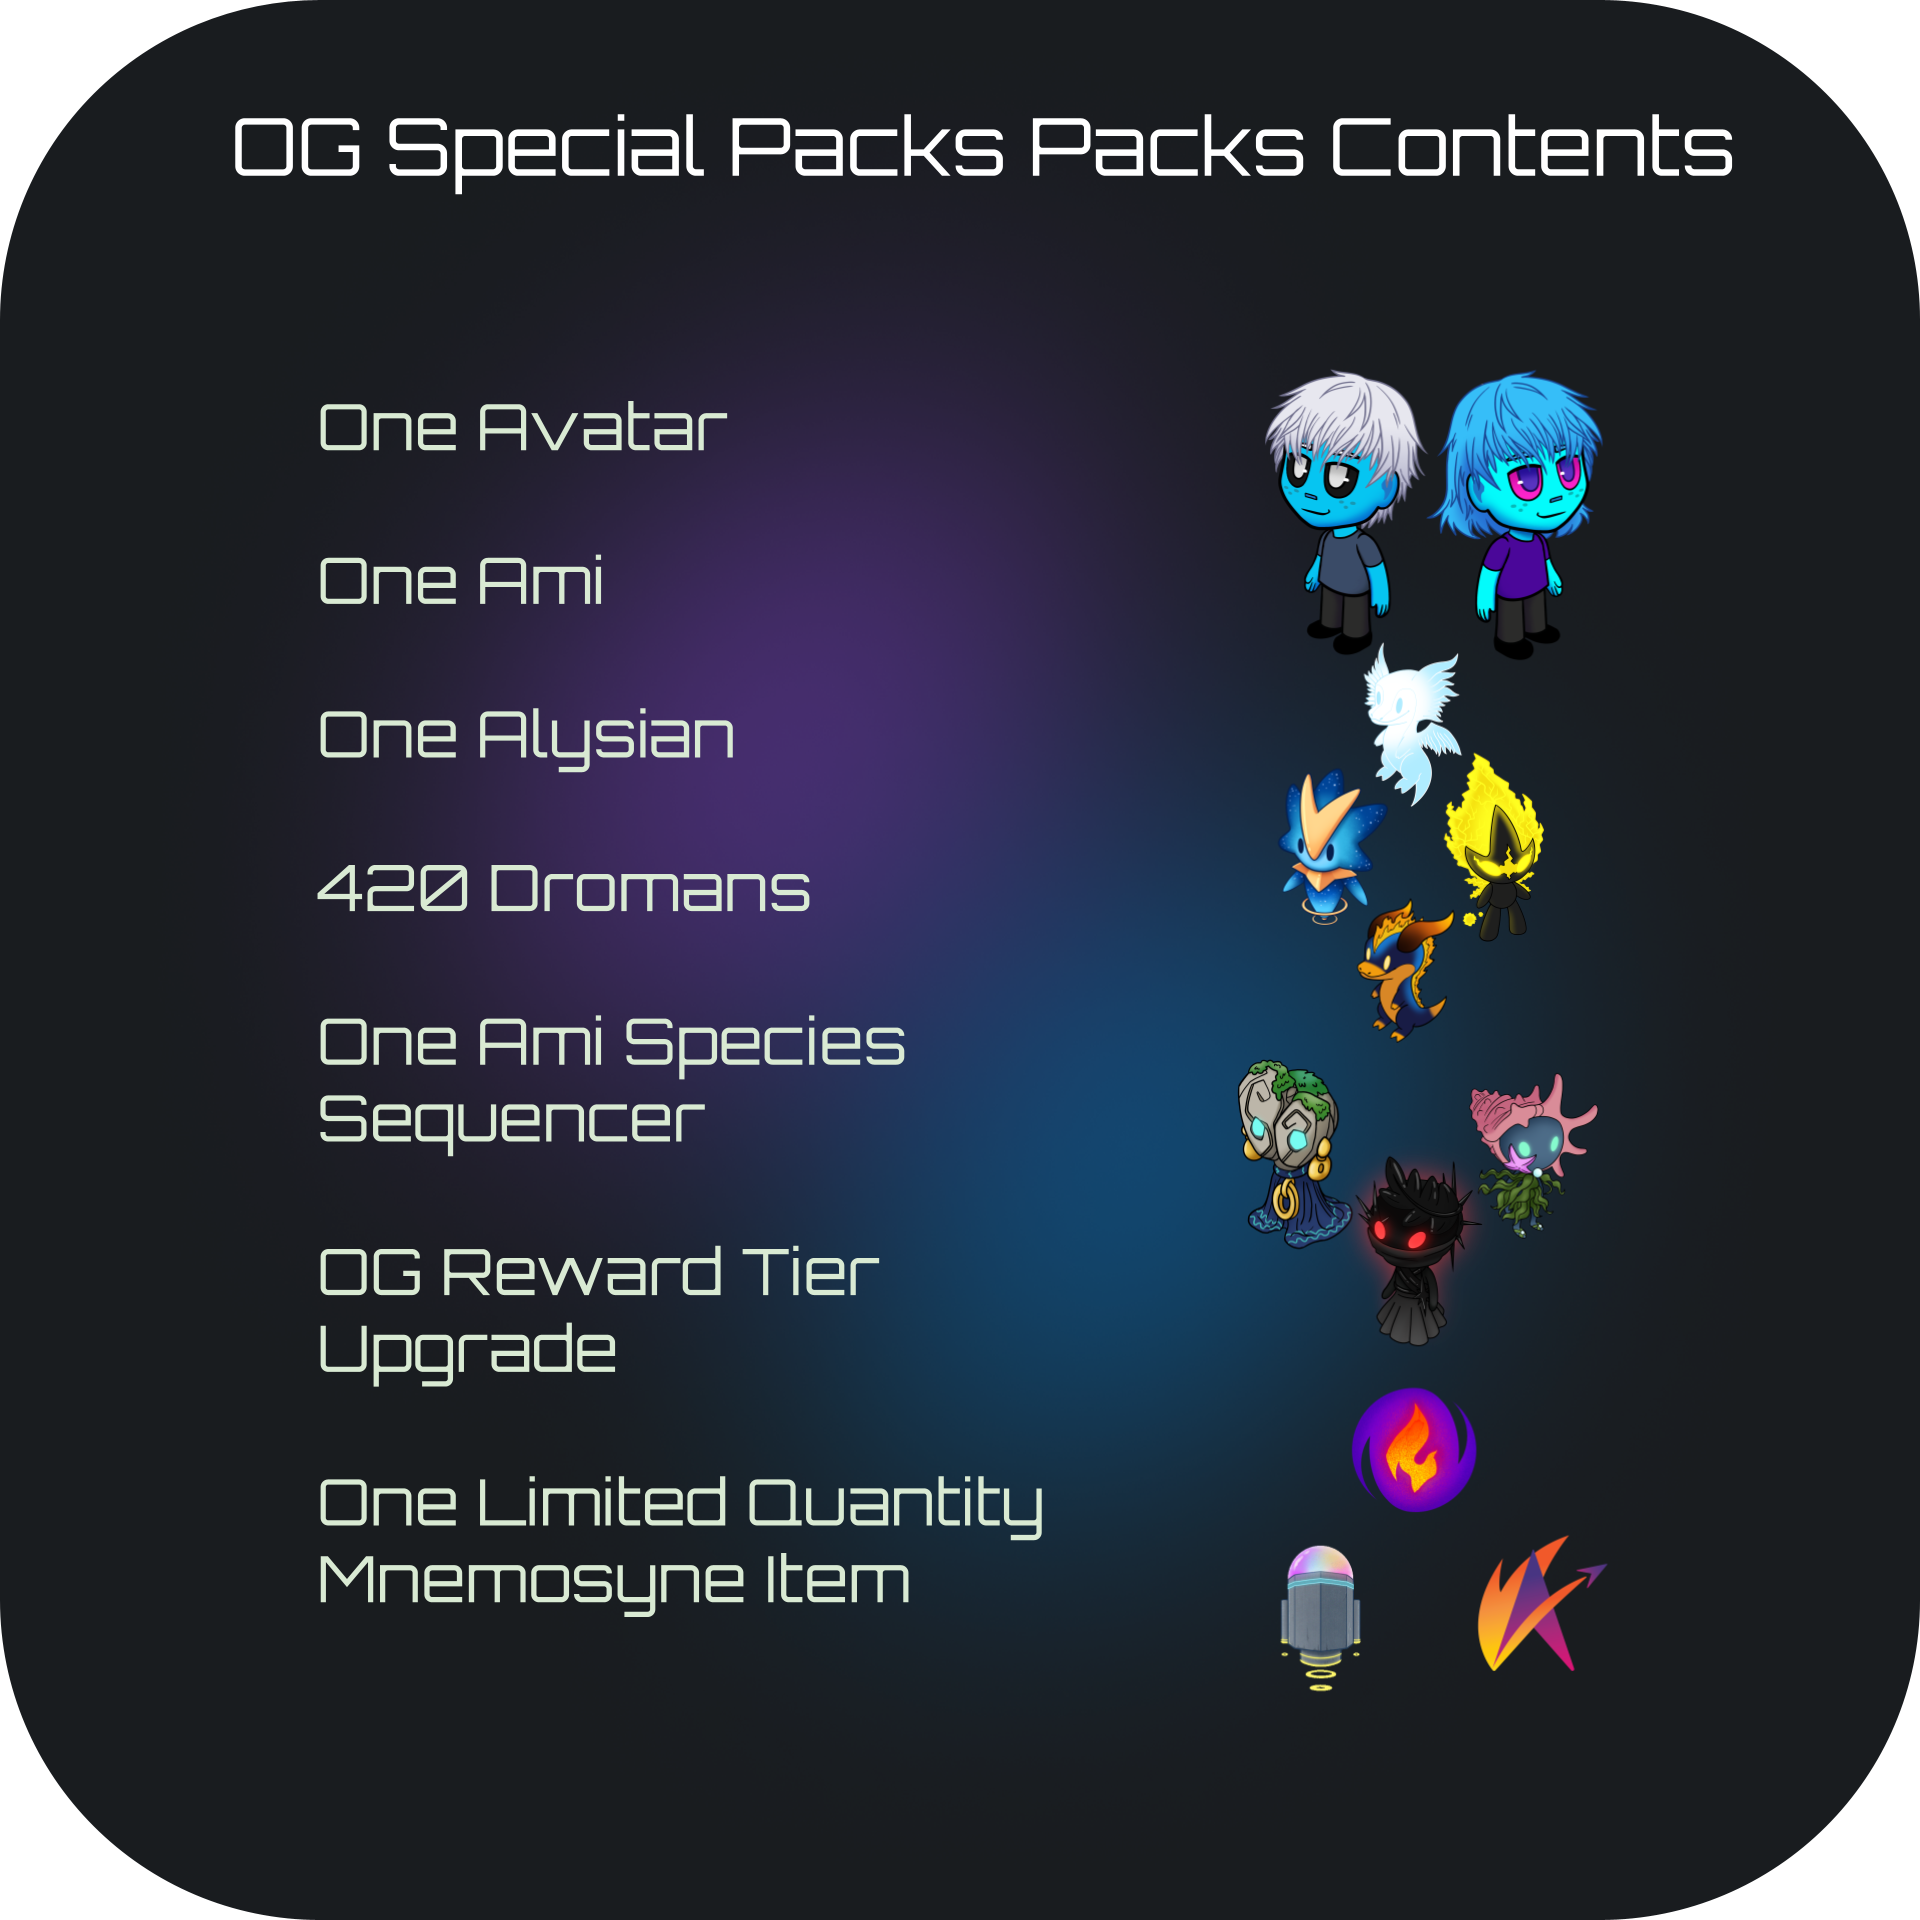 OG Special Packs Packs Contents
One Avatar
One Ami
One Alysian
420 Dromans
One Ami Species
Sequencer
OG Reward Tier
Upgrade
One Limited Quantity
Mnemosyne Item